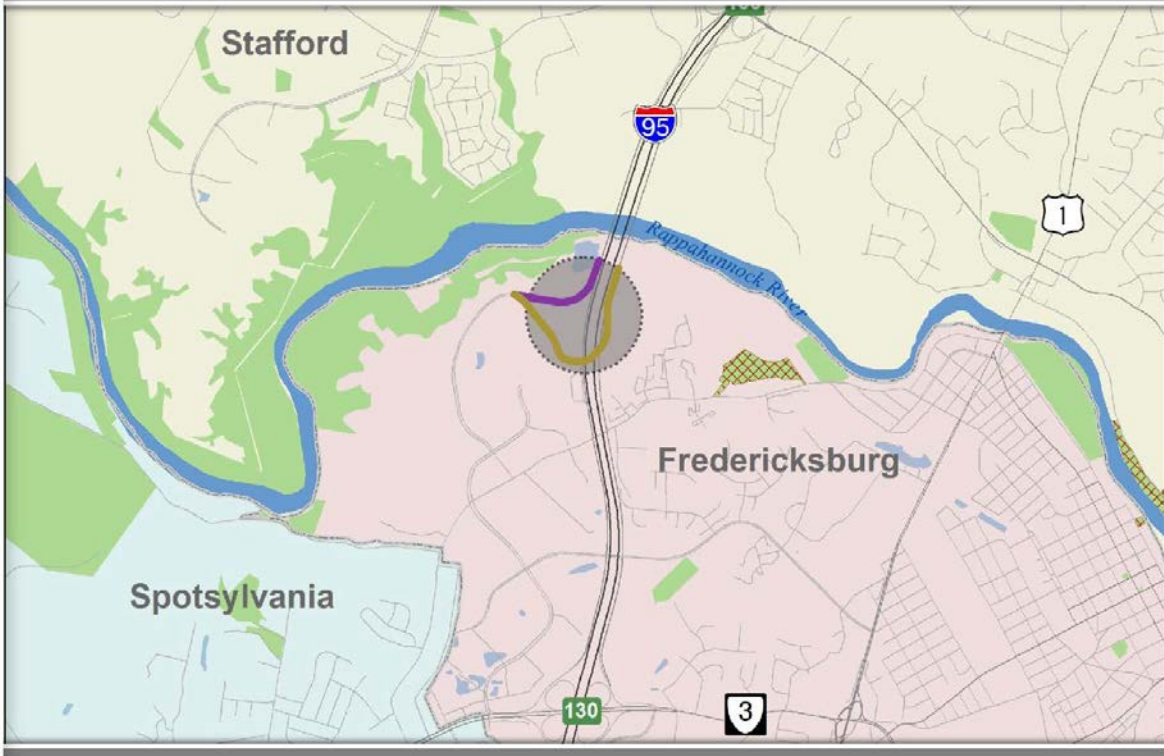 Stafford
95
1
Rappahannock River
Fredericksburg
Spotsylvania
130
3